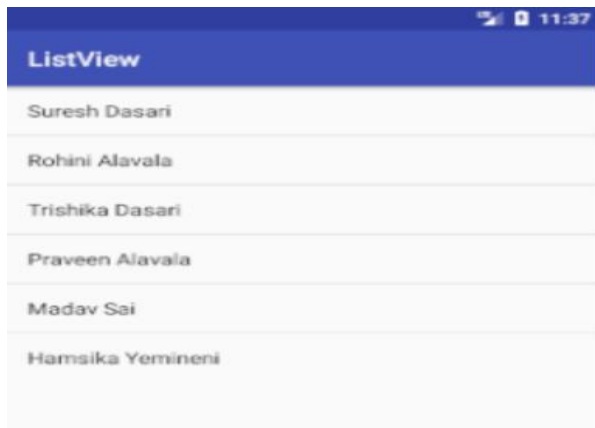 11:37
ListView
Suresh Dasari
Rohini Alavala
Trishika Dasari
Praveen Alavala
Madav Sai
Hamsika Yemineni